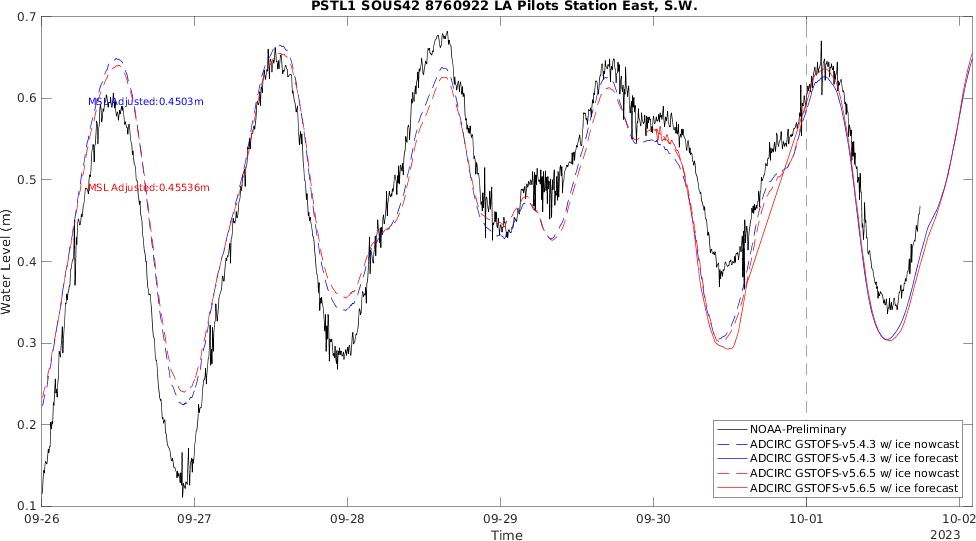 PSTL1 SOUS42 8760922 LA Pilots Station East, S.W.
Water Level (m)
0.7
0.6
0.5
0.4
0.3
0.2
0.1
MSL Adjusted:0.4503m
MSL Adjusted:0.45536m
NOAA-Preliminary
ADCIRC GSTOFS-v5.4.3 w/ ice nowcast
ADCIRC GSTOFS-v5.4.3 w/ ice forecast
ADCIRC GSTOFS-v5.6.5 w/ ice nowcast
ADCIRC GSTOFS-v5.6.5 w/ ice forecast
09-26 09-27 09-28 09-29 09-30 10-01 10-02
Time
2023